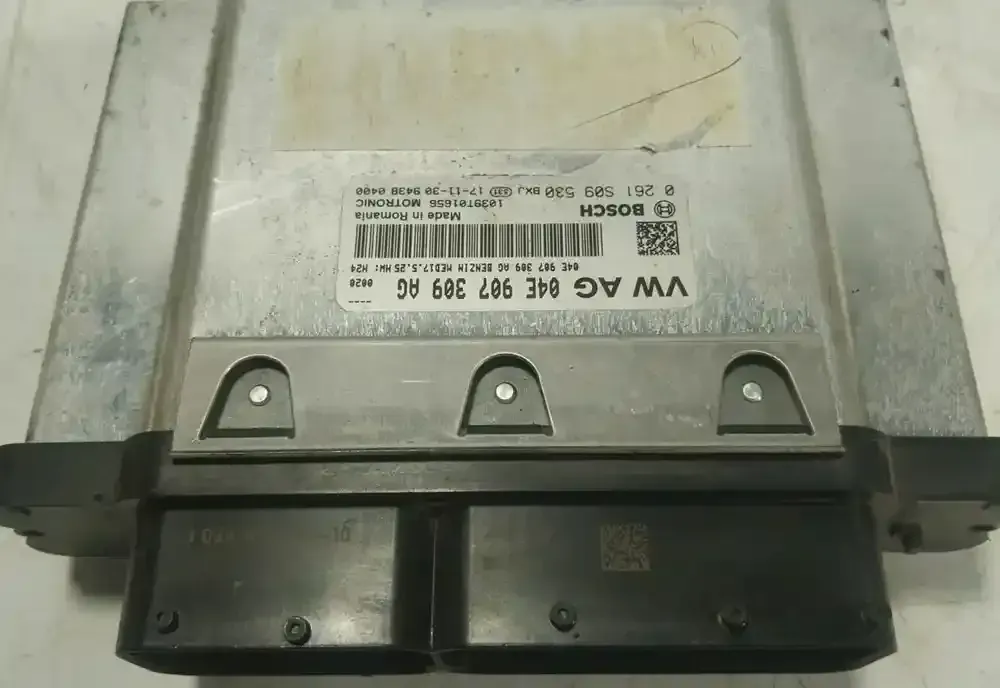 VW AG 04E 907 309 AG
04E 907 309 AG BENZIN MED17.5.25 HW: H24 0020
BOSCH Made in Romania
1039T01656 MOTRONIC
0 261 S09 530 BXJ 531 17-11-30 9438 0400